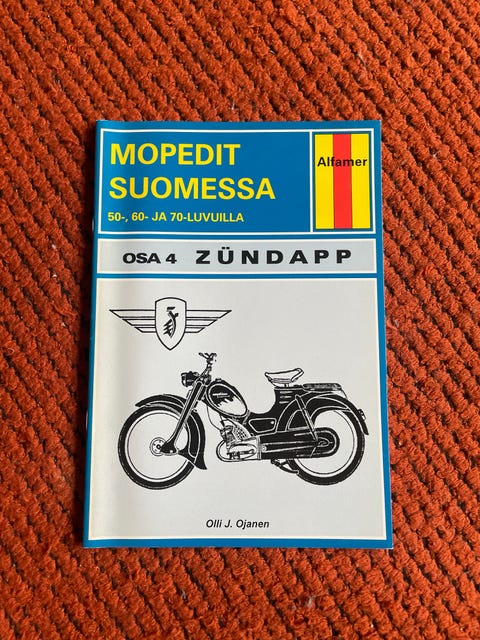 MOPEDIT
SUOMESSA
50-, 60- JA 70-LUVUILLA
Alfamer
OSA 4 ZÜNDAPP
Olli J. Ojanen